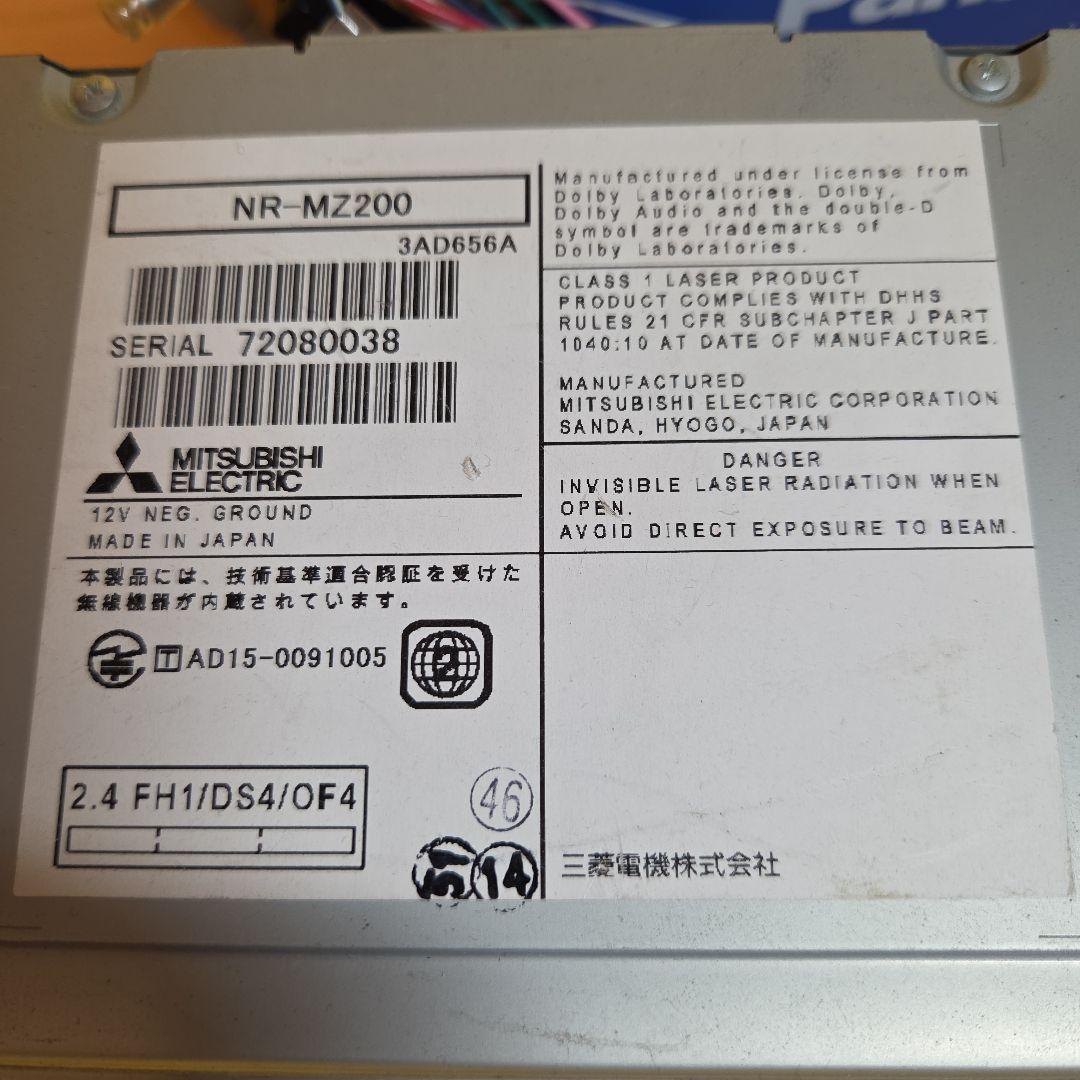 NR-MZ200
3AD656A
SERIAL 72080038
MITSUBISHI
ELECTRIC
12V NEG. GROUND
MADE IN JAPAN
本製品には、技術基準適合認証を受けた
無線機器が内蔵されています。
T AD15-0091005
2
2.4 FH1/DS4/OF4
46
14
Manufactured under license from
Dolby Laboratories. Dolby,
Dolby Audio and the double-D
symbol are trademarks of
Dolby Laboratories.
CLASS 1 LASER PRODUCT
PRODUCT COMPLIES WITH DHHS
RULES 21 CFR SUBCHAPTER J PART
1040:10 AT DATE OF MANUFACTURE.
MANUFACTURED
MITSUBISHI ELECTRIC CORPORATION
SANDA, HYOGO, JAPAN
DANGER
INVISIBLE LASER RADIATION WHEN
OPEN.
AVOID DIRECT EXPOSURE TO BEAM.
三菱電機株式会社